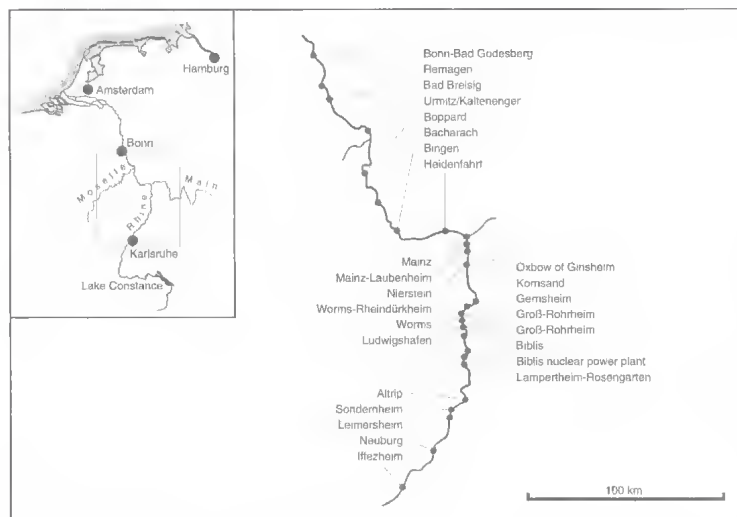 Hamburg
Amsterdam
Bonn
Moselle
Main
Rhine
Karlsruhe
Lake Constance
Bonn-Bad Godesberg
Remagen
Bad Breisig
Urmitz/Kaltenenger
Boppard
Bacharach
Bingen
Heidenfahrt
Mainz
Mainz-Laubenheim
Nierstein
Worms-Rheindürkheim
Worms
Ludwigshafen
Oxbow of Ginsheim
Kornsand
Gernsheim
Groß-Rohrheim
Groß-Rohrheim
Biblis
Biblis nuclear power plant
Lampertheim-Rosengarten
Altrip
Sondernheim
Leimersheim
Neuburg
Iffezheim
100 km